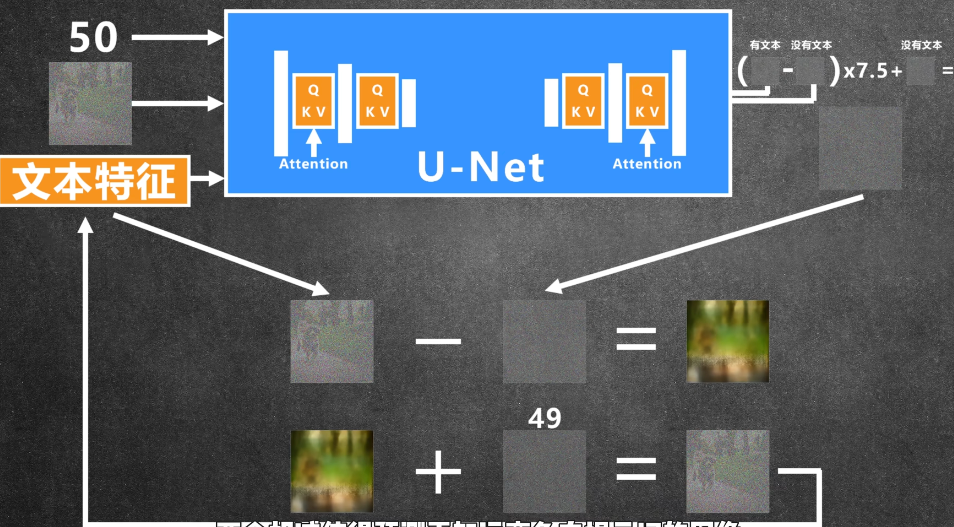 50
有文本 没有文本 没有文本
( - )x7.5+ =
Q Q Q Q
K V K V K V K V
Attention Attention
U-Net
文本特征
− =
49
+ =